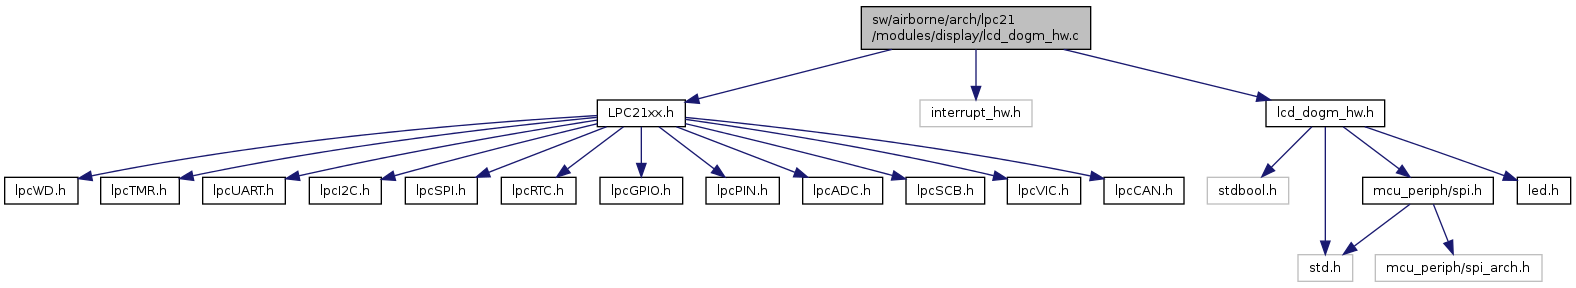 sw/airborne/arch/lpc21
/modules/display/lcd_dogm_hw.c
LPC21xx.h
interrupt_hw.h
lcd_dogm_hw.h
lpcWD.h
lpcTMR.h
lpcUART.h
lpcI2C.h
lpcSPI.h
lpcRTC.h
lpcGPIO.h
lpcPIN.h
lpcADC.h
lpcSCB.h
lpcVIC.h
lpcCAN.h
stdbool.h
mcu_periph/spi.h
led.h
std.h
mcu_periph/spi_arch.h